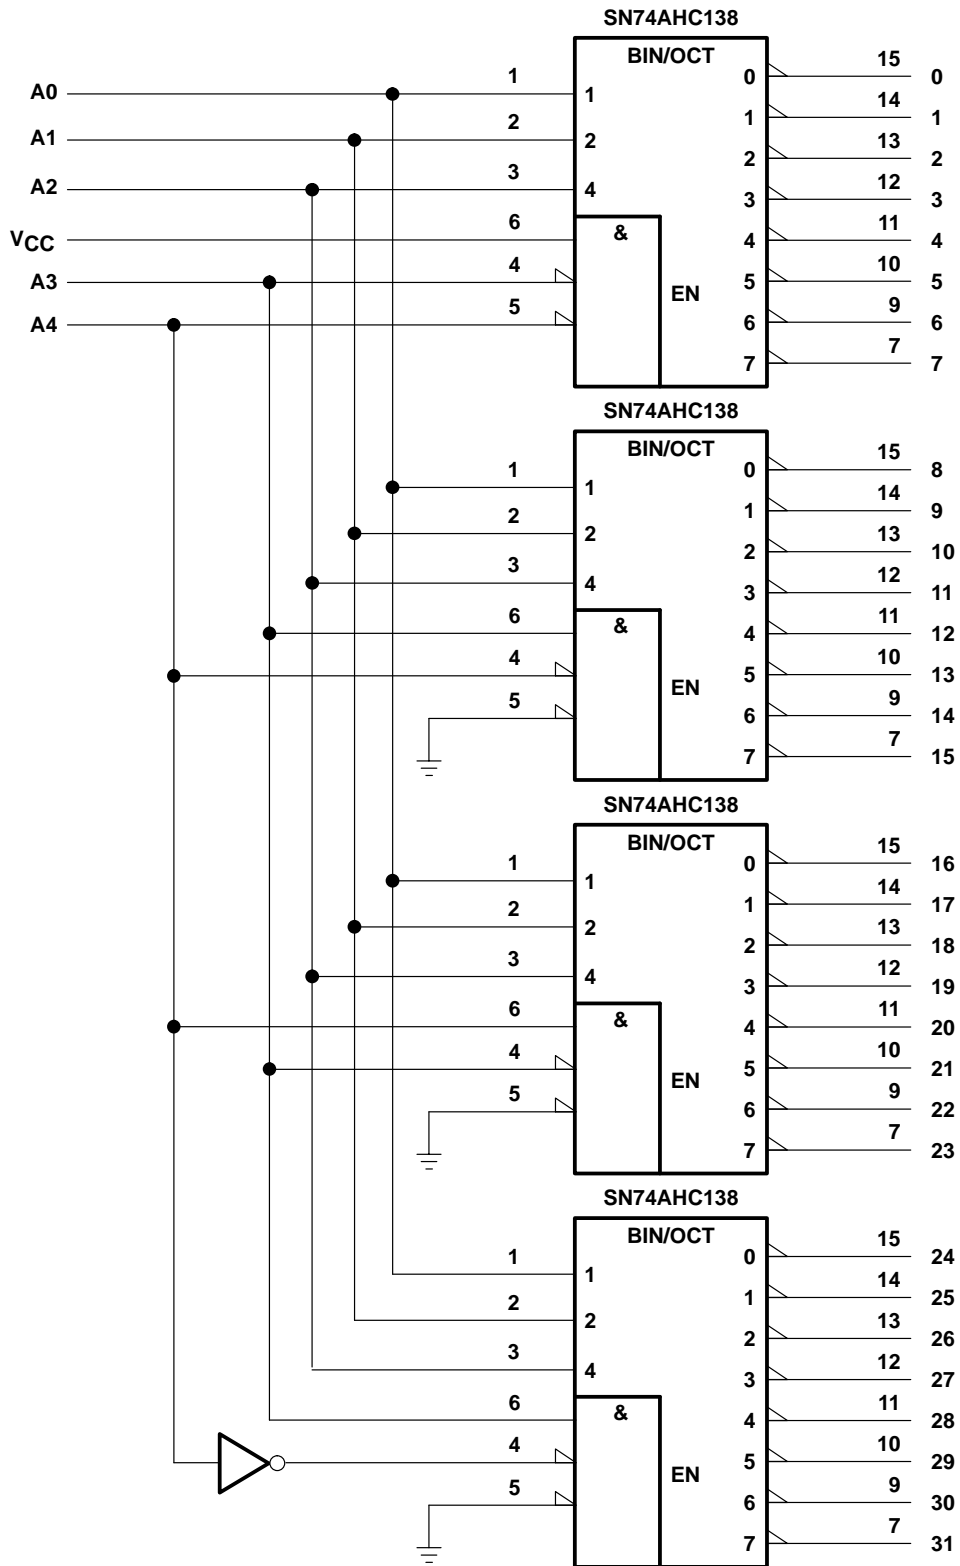 SN74AHC138
BIN/OCT
0 15 0
A0 1 1
1 14 1
A1 2 2
2 13 2
A2 3 4
3 12 3
VCC 6 &
4 11 4
A3 4
5 10 5
EN
A4 5
6 9 6
7 7 7
SN74AHC138
BIN/OCT
0 15 8
1 1
1 14 9
2 2
2 13 10
3 4
3 12 11
6 &
4 11 12
4
5 10 13
EN
5
6 9 14
7 7 15
SN74AHC138
BIN/OCT
0 15 16
1 1
1 14 17
2 2
2 13 18
3 4
3 12 19
6 &
4 11 20
4
5 10 21
EN
5
6 9 22
7 7 23
SN74AHC138
BIN/OCT
0 15 24
1 1
1 14 25
2 2
2 13 26
3 4
3 12 27
6 &
4 11 28
4
5 10 29
EN
5
6 9 30
7 7 31